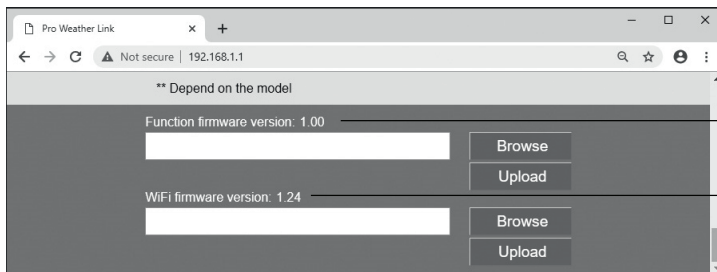 Pro Weather Link
Not secure | 192.168.1.1
** Depend on the model
Function firmware version: 1.00
Browse
Upload
WiFi firmware version: 1.24
Browse
Upload